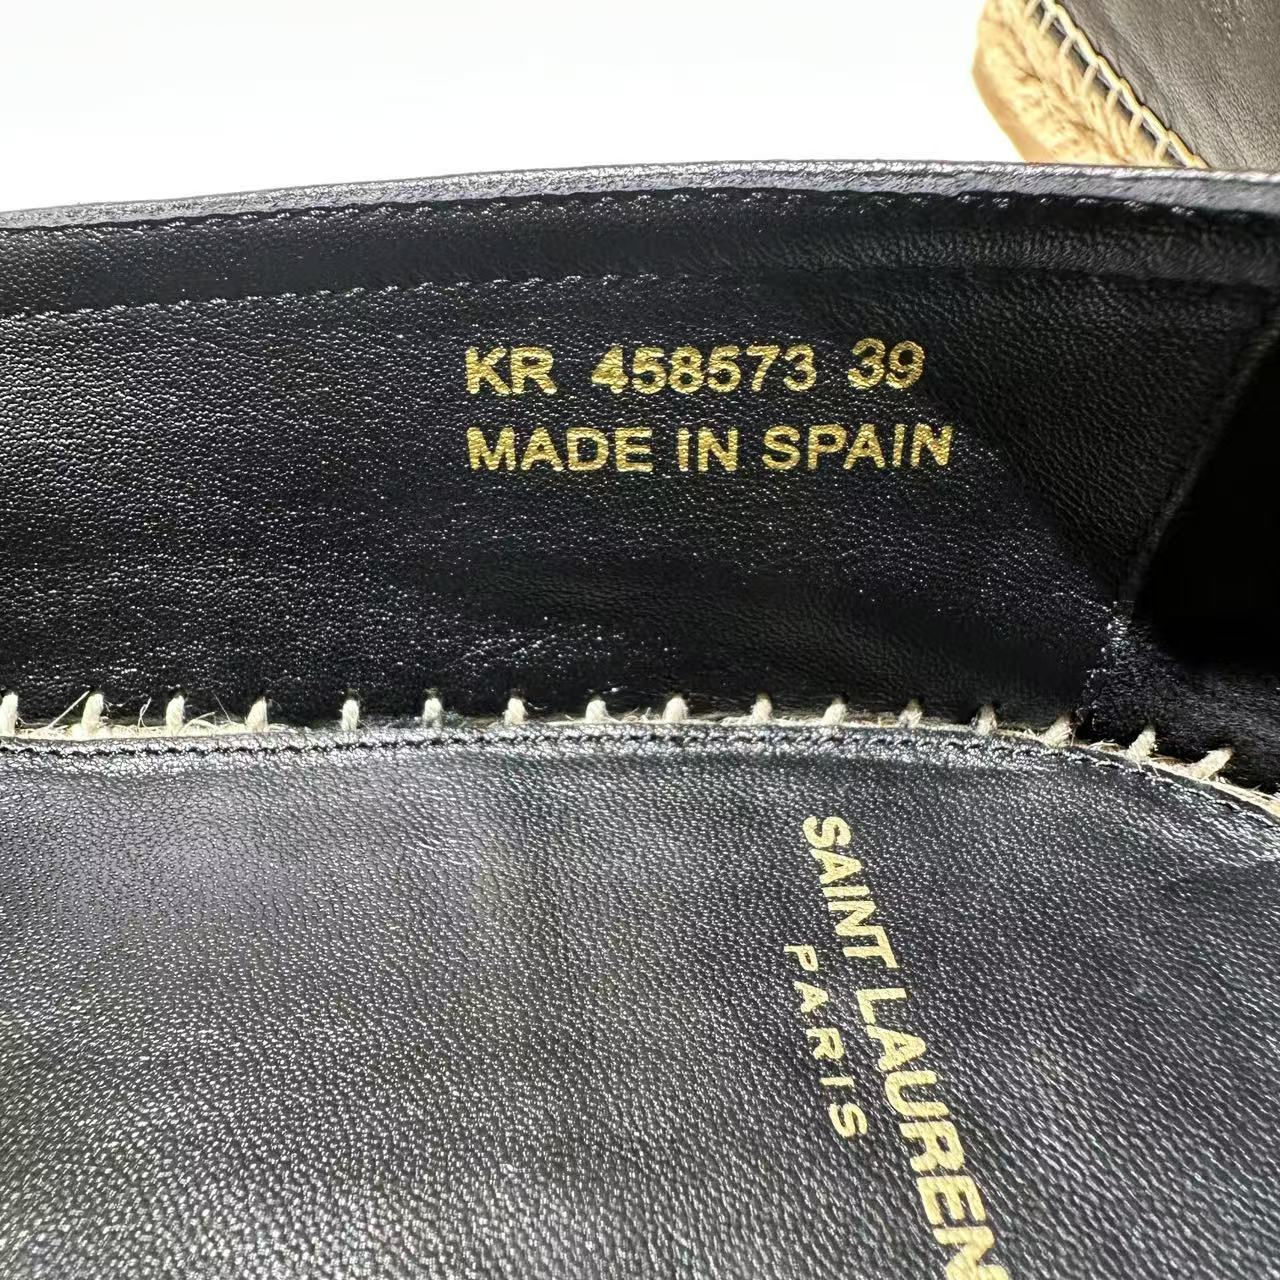 KR 458573 39
MADE IN SPAIN
SAINT LAUREN
PARIS